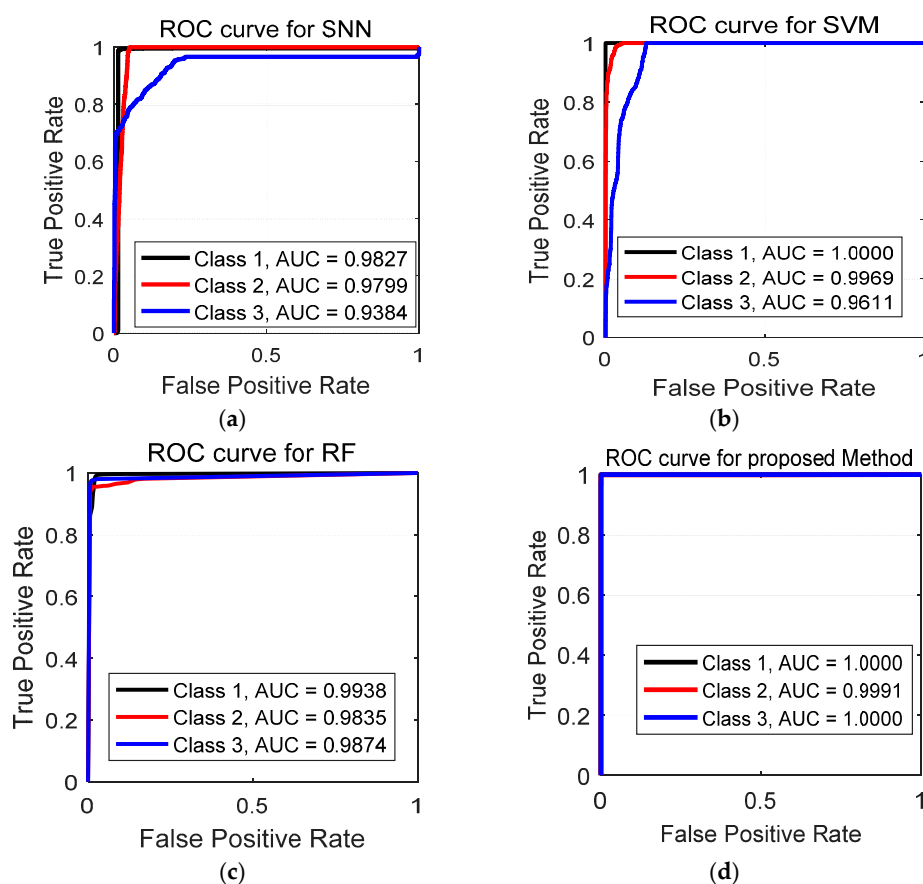 ROC curve for SNN
True Positive Rate
1
0.8
0.6
0.4
0.2
0
Class 1, AUC = 0.9827
Class 2, AUC = 0.9799
Class 3, AUC = 0.9384
0 0.5 1
False Positive Rate
(a)
ROC curve for SVM
True Positive Rate
1
0.8
0.6
0.4
0.2
0
Class 1, AUC = 1.0000
Class 2, AUC = 0.9969
Class 3, AUC = 0.9611
0 0.5 1
False Positive Rate
(b)
ROC curve for RF
True Positive Rate
1
0.8
0.6
0.4
0.2
0
Class 1, AUC = 0.9938
Class 2, AUC = 0.9835
Class 3, AUC = 0.9874
0 0.5 1
False Positive Rate
(c)
ROC curve for proposed Method
True Positive Rate
1
0.8
0.6
0.4
0.2
0
Class 1, AUC = 1.0000
Class 2, AUC = 0.9991
Class 3, AUC = 1.0000
0 0.5 1
False Positive Rate
(d)